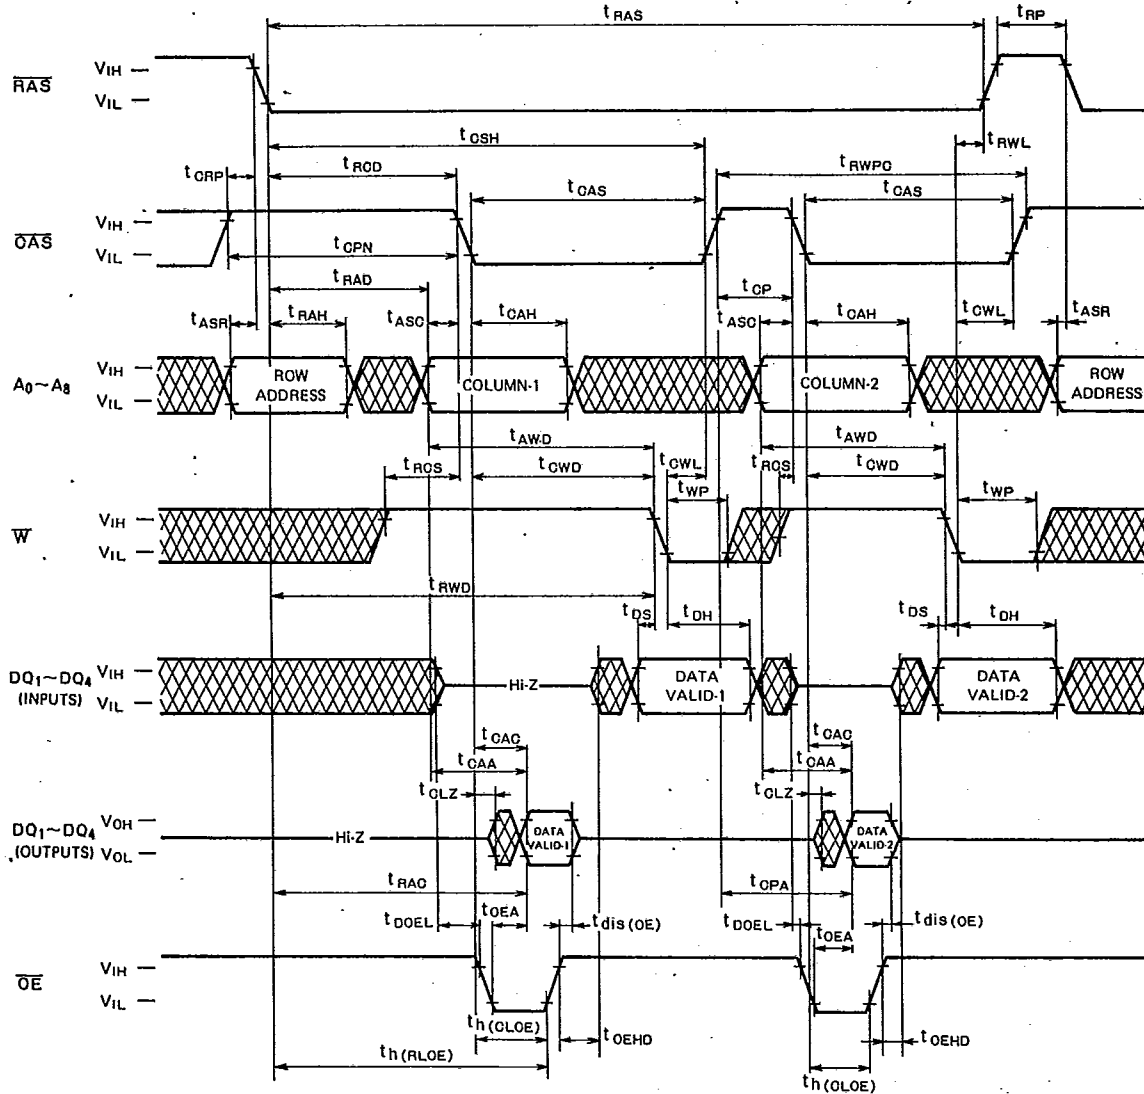 tRAS
tRP
RAS
VIH
VIL
tCSH
tRWL
tCRP
tRCD
tRWPC
tCAS
tCAS
CAS
VIH
VIL
tCPN
tRAD
tCP
tASR
tRAH
tASC
tCAH
tASC
tCAH
tCWL
tASR
A0~A8
VIH
VIL
ROW ADDRESS
COLUMN-1
COLUMN-2
ROW ADDRESS
tAWD
tAWD
tRCS
tCWD
tCWL
tRCS
tCWD
tWP
tWP
W
VIH
VIL
tRWD
tDS
tDH
tDS
tDH
DQ1~DQ4
(INPUTS)
VIH
VIL
Hi-Z
DATA VALID-1
DATA VALID-2
tCAC
tCAC
tCAA
tCAA
tCLZ
tCLZ
DQ1~DQ4
(OUTPUTS)
VOH
VOL
Hi-Z
DATA VALID-1
DATA VALID-2
tRAC
tCPA
tDOEL
tOEA
tdis(OE)
tDOEL
tOEA
tdis(OE)
OE
VIH
VIL
th(CLOE)
tOEHD
tOEHD
th(RLOE)
th(CLOE)